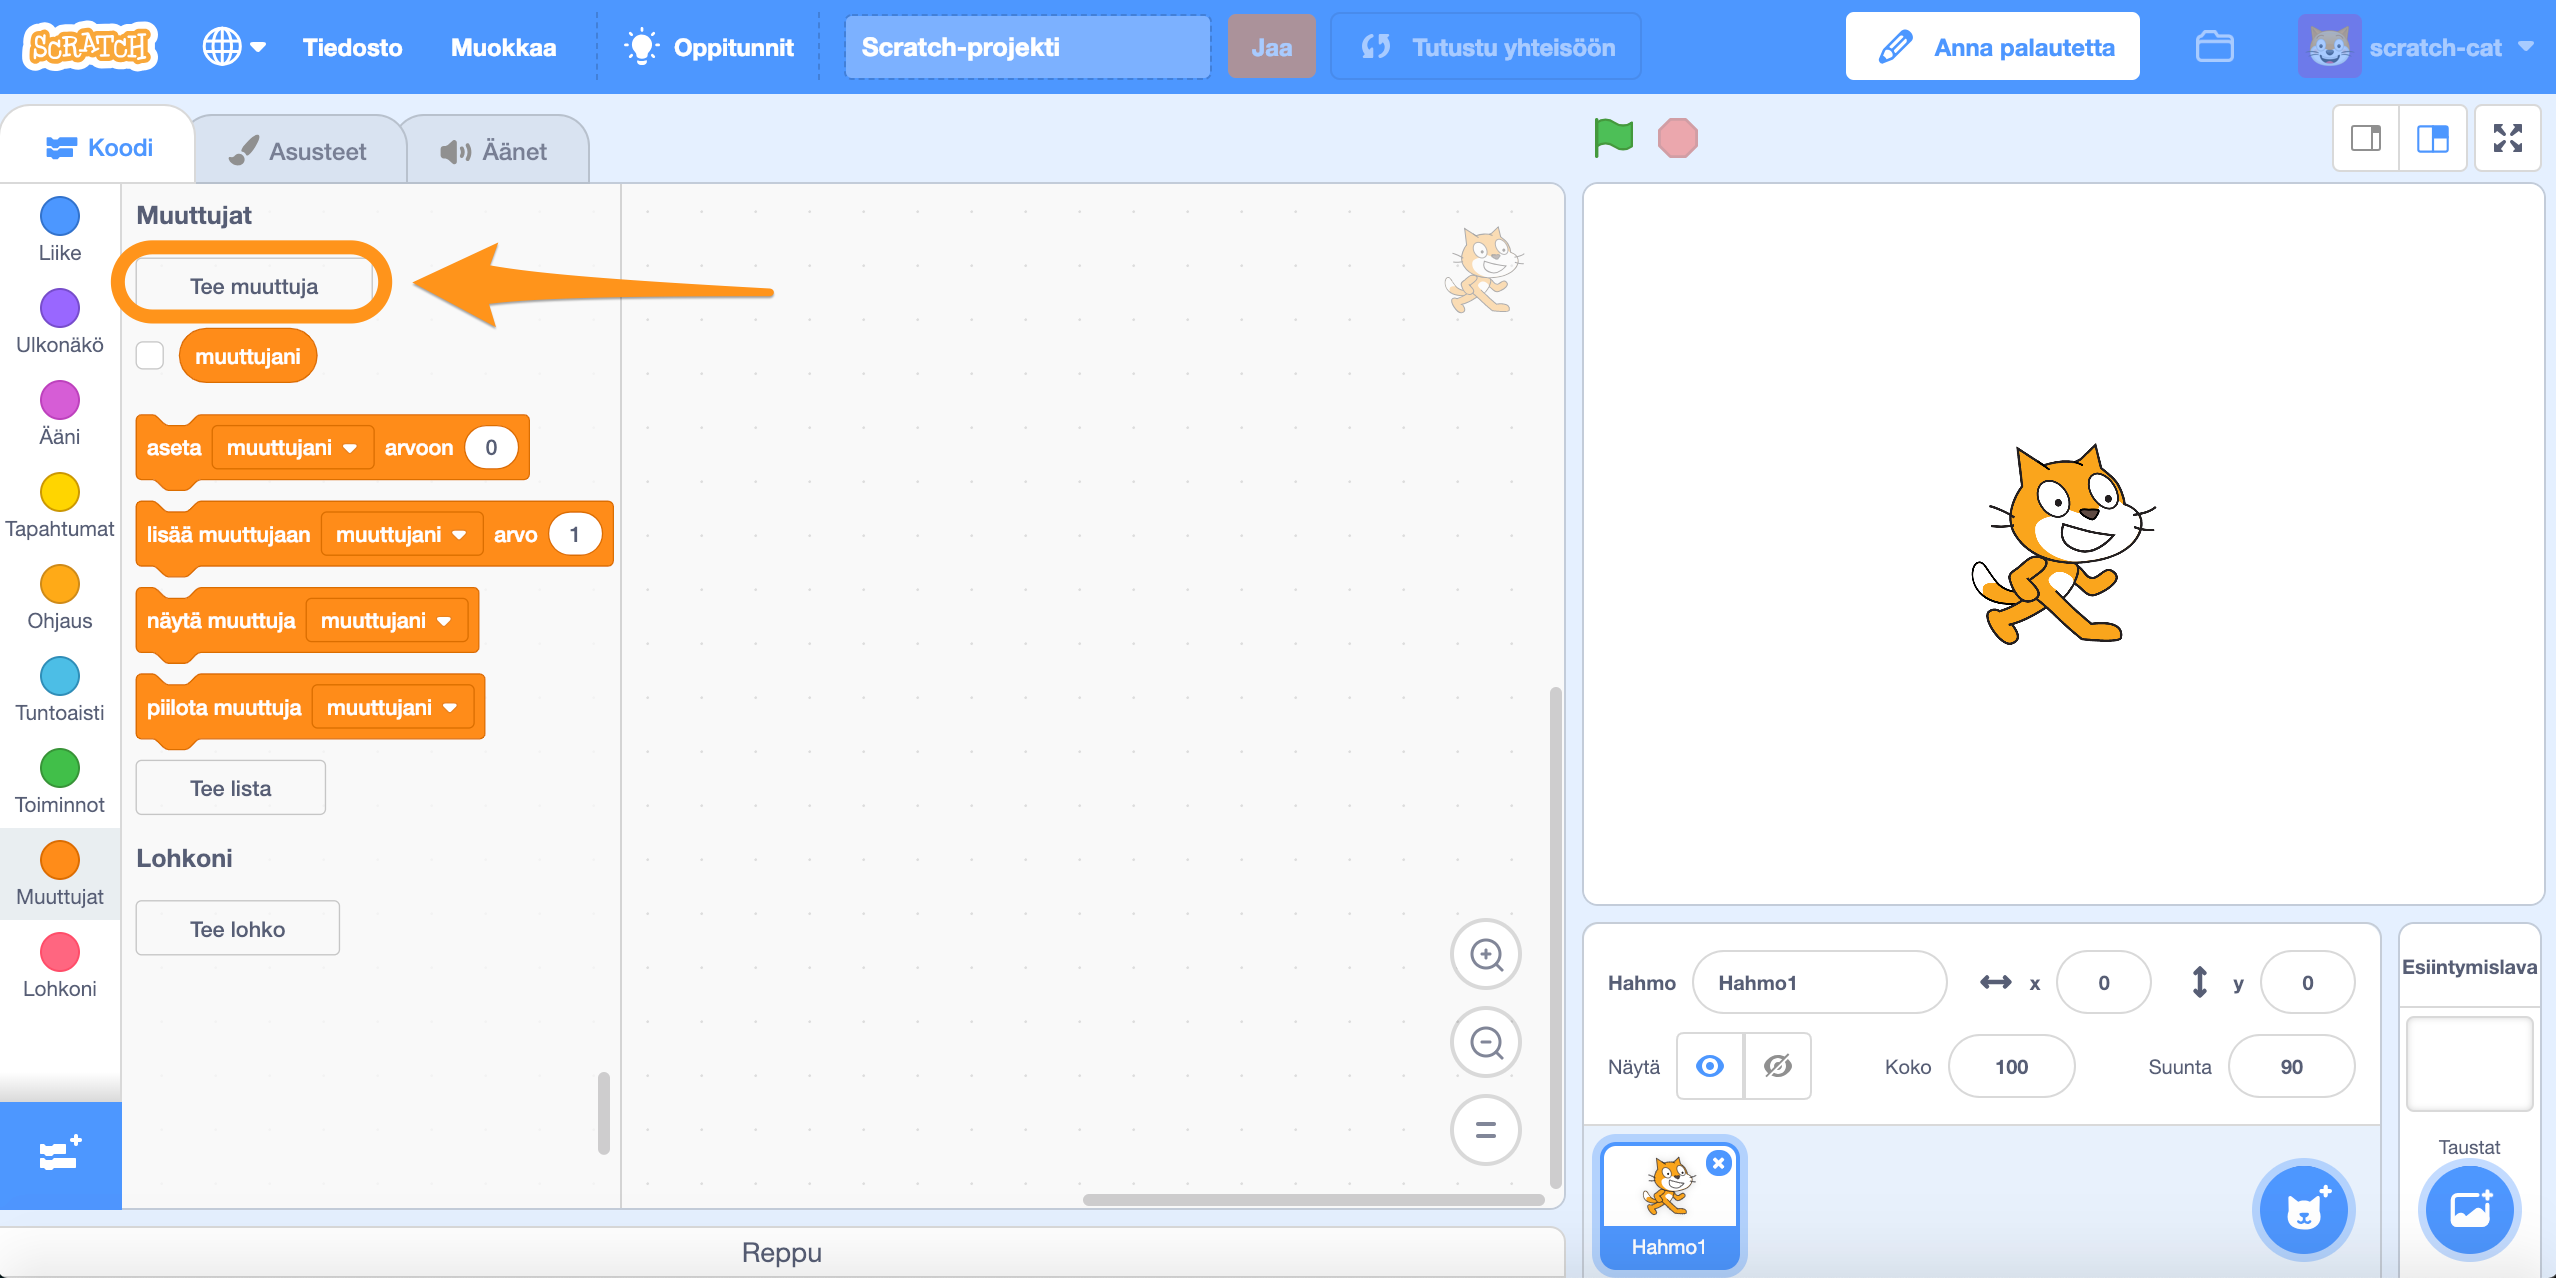 SCRATCH Tiedosto Muokkaa Oppitunnit Scratch-projekti Jaa Tutustu yhteisöön Anna palautetta scratch-cat
Koodi Asusteet Äänet
Liike
Ulkonäkö
Ääni
Tapahtumat
Ohjaus
Tuntoaisti
Toiminnot
Muuttujat
Lohkoni
Muuttujat
Tee muuttuja
muuttujani
aseta muuttujani arvoon 0
lisää muuttujaan muuttujani arvo 1
näytä muuttuja muuttujani
piilota muuttuja muuttujani
Tee lista
Lohkoni
Tee lohko
Reppu
Hahmo Hahmo1 x 0 y 0
Näytä Koko 100 Suunta 90
Hahmo1
Esiintymislava
Taustat